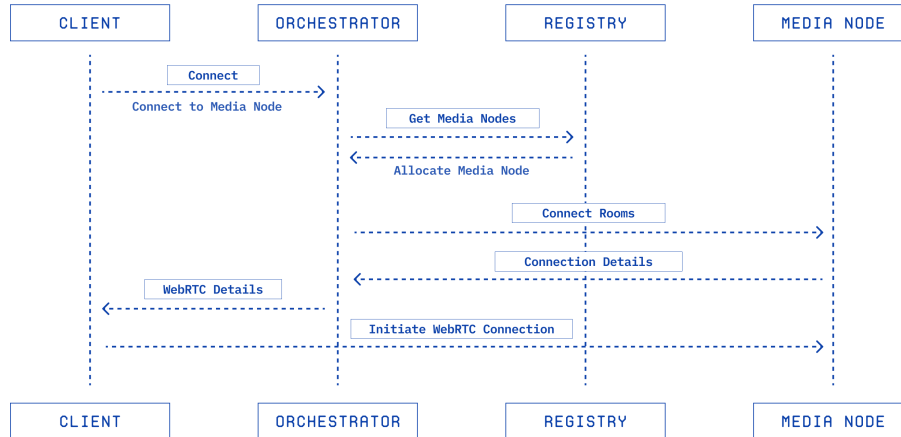 CLIENT
ORCHESTRATOR
REGISTRY
MEDIA NODE
Connect
Connect to Media Node
Get Media Nodes
Allocate Media Node
Connect Rooms
Connection Details
WebRTC Details
Initiate WebRTC Connection
CLIENT
ORCHESTRATOR
REGISTRY
MEDIA NODE